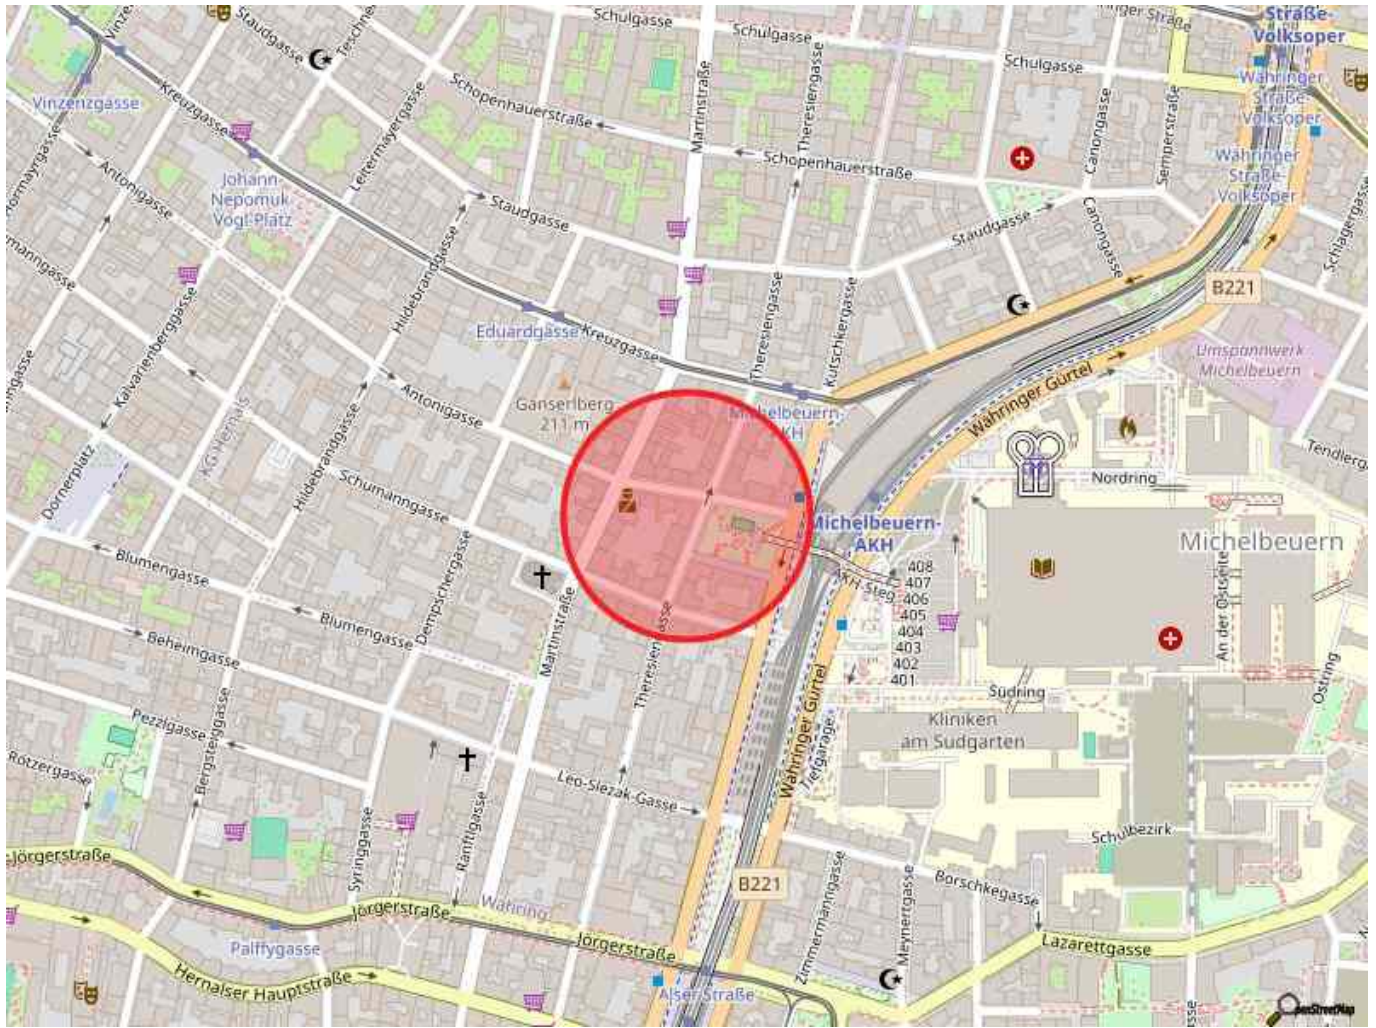 Schulgasse
Schulgasse
Straße-
Volksoper
Staudgasse
Schulgasse
Währinger
Straße-
Volksoper
Vinzenzgasse
Kreuzgasse
Schopenhauerstraße
Martinstraße
Theresiengasse
Canongasse
Semperstraße
Schopenhauerstraße
Währinger
Straße-
Volksoper
Leitermayergasse
Antonigasse
Johann-
Nepomuk-
Vogl-Platz
Staudgasse
Staudgasse
Canongasse
Schlagergasse
Kalvarienberggasse
Hildebrandgasse
B221
Eduardgasse
Kreuzgasse
Theresiengasse
Kutschkergasse
Umspannwerk
Michelbeuern
Währinger Gürtel
Antonigasse
Gänserlberg
211 m
Michelbeuern-
AKH
KG Hernals
Dornerplatz
Hildebrandgasse
Schumanngasse
Nordring
Michelbeuern-
AKH
Michelbeuern
AKH-Steg
408
407
406
405
404
403
402
401
An der Ostseite
Blumengasse
Blumengasse
Dempschergasse
Martinstraße
Theresiengasse
Beheimgasse
Südring
Ostring
Pezzlgasse
Bergsteiggasse
Währinger Gürtel
Tiefgarage
Kliniken
am Südgarten
Rötzergasse
Leo-Slezak-Gasse
Schulbezirk
Jörgerstraße
Syringgasse
Ranftlgasse
B221
Borschkegasse
Zimmermanngasse
Meynertgasse
Jörgerstraße
Währing
Palffygasse
Jörgerstraße
Lazarettgasse
Hernalser Hauptstraße
Alser Straße
OpenStreetMap